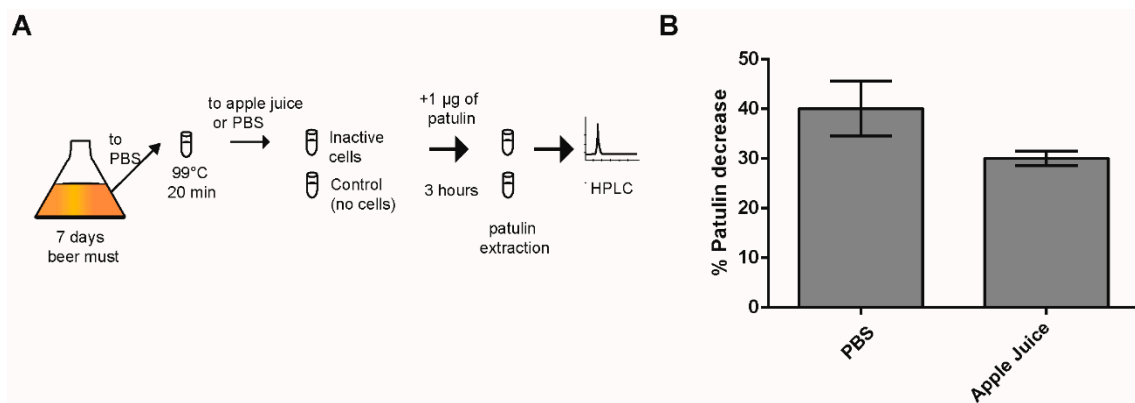 A
to
PBS
7 days
beer must
99°C
20 min
to apple juice
or PBS
Inactive
cells
Control
(no cells)
+1 µg of
patulin
3 hours
patulin
extraction
HPLC
B
% Patulin decrease
50
40
30
20
10
0
PBS
Apple Juice